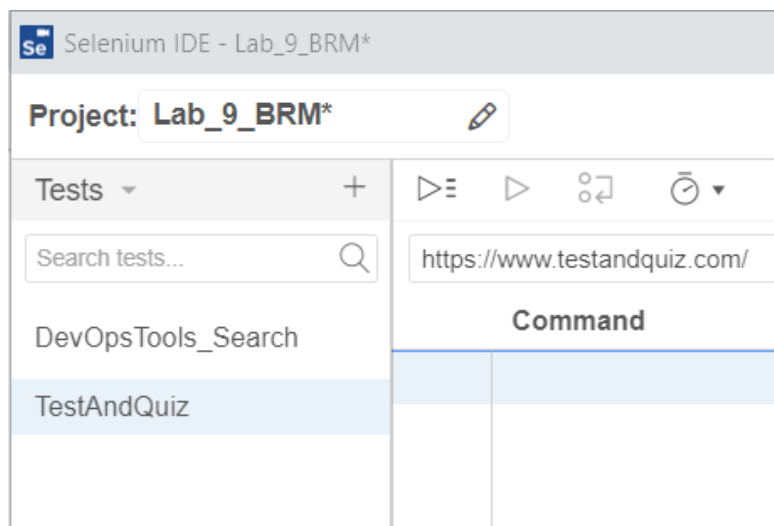 Se Selenium IDE - Lab_9_BRM*
Project: Lab_9_BRM*
Tests
Search tests...
https://www.testandquiz.com/
Command
DevOpsTools_Search
TestAndQuiz